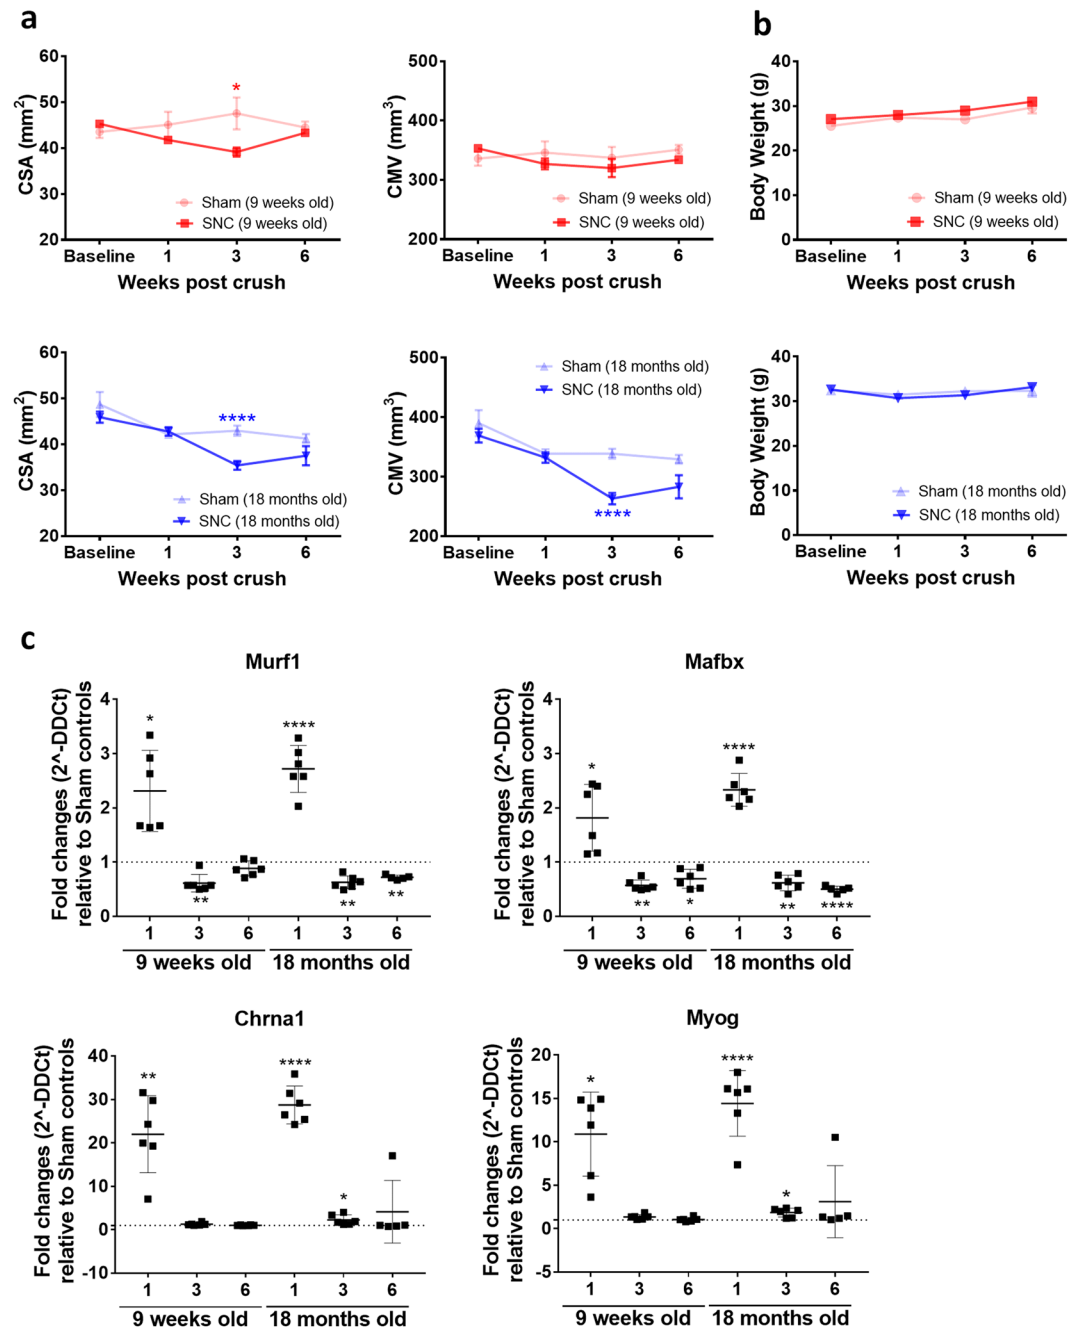 a
b
60
50
40
30
20
CSA (mm²)
*
Sham (9 weeks old)
SNC (9 weeks old)
Baseline 1 3 6
Weeks post crush
500
400
300
200
CMV (mm³)
Sham (9 weeks old)
SNC (9 weeks old)
Baseline 1 3 6
Weeks post crush
40
30
20
10
0
Body Weight (g)
Sham (9 weeks old)
SNC (9 weeks old)
Baseline 1 3 6
Weeks post crush
60
50
40
30
20
CSA (mm²)
****
Sham (18 months old)
SNC (18 months old)
Baseline 1 3 6
Weeks post crush
500
400
300
200
CMV (mm³)
Sham (18 months old)
SNC (18 months old)
****
Baseline 1 3 6
Weeks post crush
40
30
20
10
0
Body Weight (g)
Sham (18 months old)
SNC (18 months old)
Baseline 1 3 6
Weeks post crush
c
Murf1
Fold changes (2^-DDCt)
relative to Sham controls
4
3
2
1
0
* ****
** ** **
1 3 6 1 3 6
9 weeks old 18 months old
Mafbx
Fold changes (2^-DDCt)
relative to Sham controls
4
3
2
1
0
* ****
** * ** ****
1 3 6 1 3 6
9 weeks old 18 months old
Chrna1
Fold changes (2^-DDCt)
relative to Sham controls
40
30
20
10
0
-10
** **** *
1 3 6 1 3 6
9 weeks old 18 months old
Myog
Fold changes (2^-DDCt)
relative to Sham controls
20
15
10
5
0
-5
* **** *
1 3 6 1 3 6
9 weeks old 18 months old